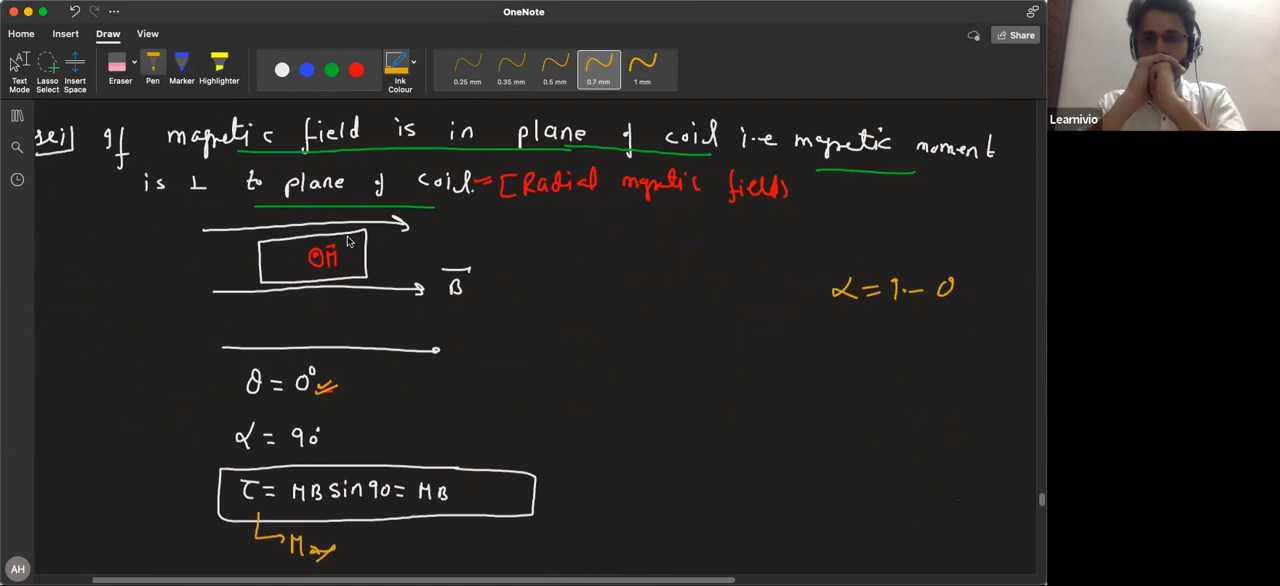 OneNote
Home Insert Draw View
Share
Text Mode
Lasso Select
Insert Space
Eraser
Pen
Marker
Highlighter
Ink Colour
0.25 mm
0.35 mm
0.5 mm
0.7 mm
1 mm
Learnivio
If magnetic field is in plane of coil i.e magnetic moment
is ⊥ to plane of coil. = [Radial mgnetic field]
⊙M⃗
B⃗
α = 90 - θ
θ = 0°
α = 90°
τ = MB sin 90 = MB
Max
AH